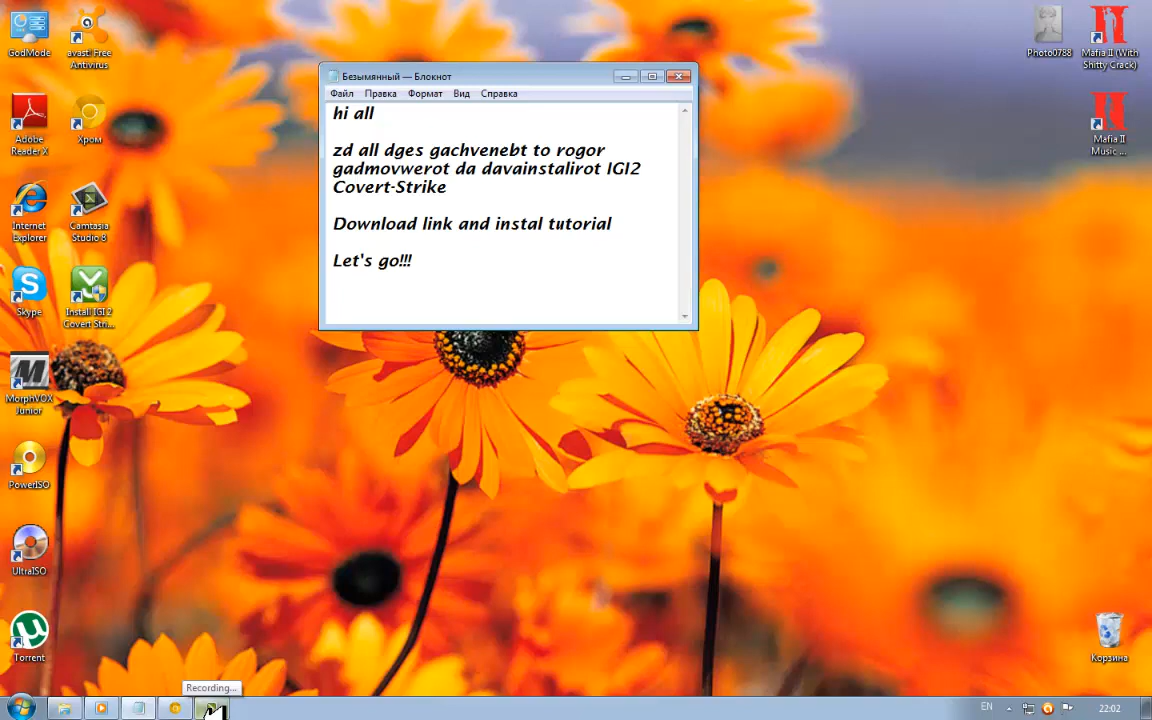 GodMode
avast! Free
Antivirus
Photo0788
Mafia II (With
Shitty Crack)
Безымянный — Блокнот
Файл Правка Формат Вид Справка
hi all
zd all dges gachvenebt to rogor
gadmovwerot da davainstalirot IGI2
Covert-Strike
Download link and instal tutorial
Let's go!!!
Adobe
Reader X
Хром
Mafia II
Music ...
Internet
Explorer
Camtasia
Studio 8
Skype
Install IGI 2
Covert Stri...
MorphVOX
Junior
PowerISO
UltraISO
Torrent
Корзина
Recording...
EN
22:02